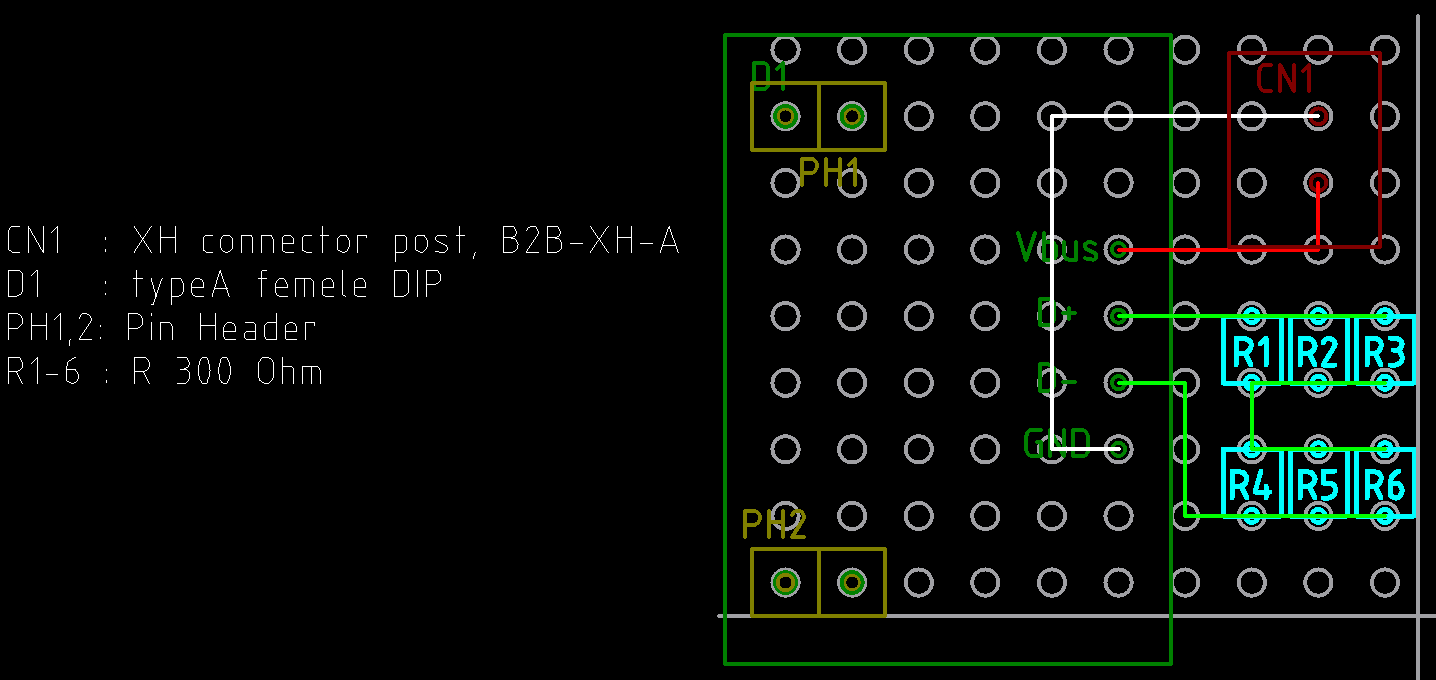 D1
CN1
PH1
CN1 : XH connector post, B2B-XH-A
Vbus
D1 : typeA femele DIP
D+
PH1,2: Pin Header
R1 R2 R3
R1-6 : R 300 Ohm
D-
GND
R4 R5 R6
PH2